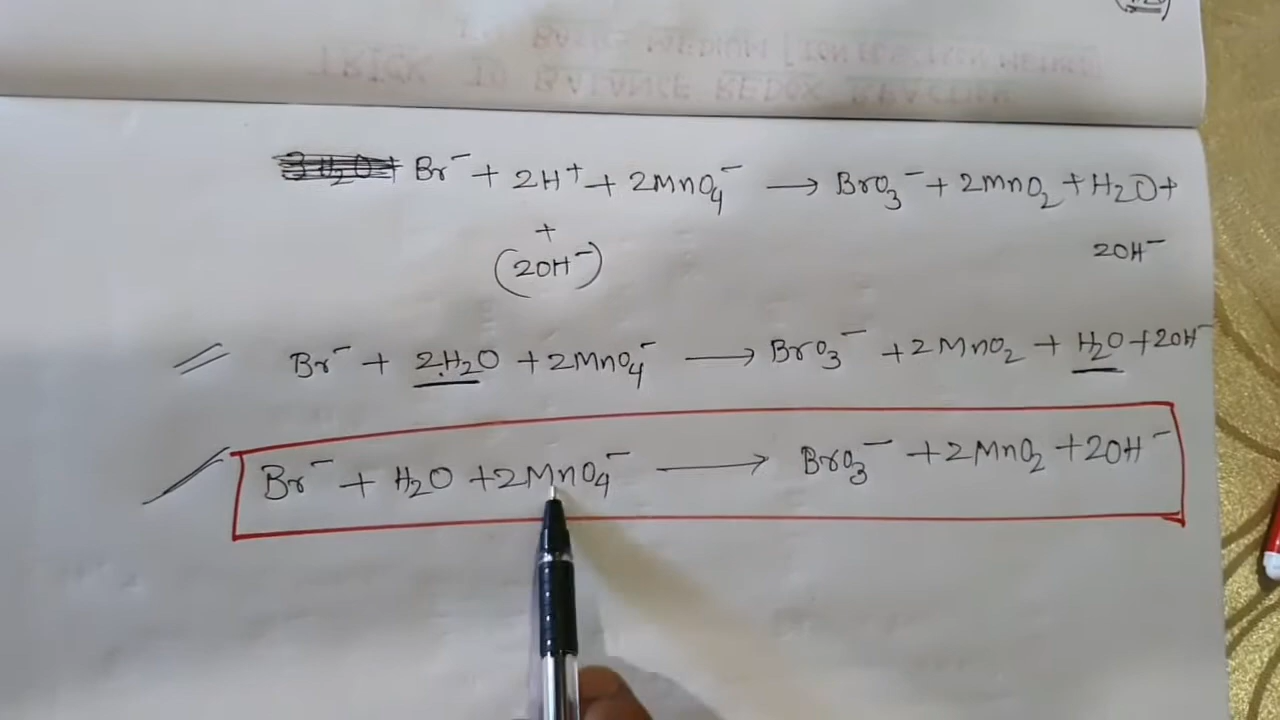 Br⁻ + 2H⁺ + 2MnO₄⁻ ⟶ BrO₃⁻ + 2MnO₂ + H₂O +
+
(2OH⁻) 2OH⁻
Br⁻ + 2H₂O + 2MnO₄⁻ ⟶ BrO₃⁻ + 2MnO₂ + H₂O + 2OH⁻
Br⁻ + H₂O + 2MnO₄⁻ ⟶ BrO₃⁻ + 2MnO₂ + 2OH⁻